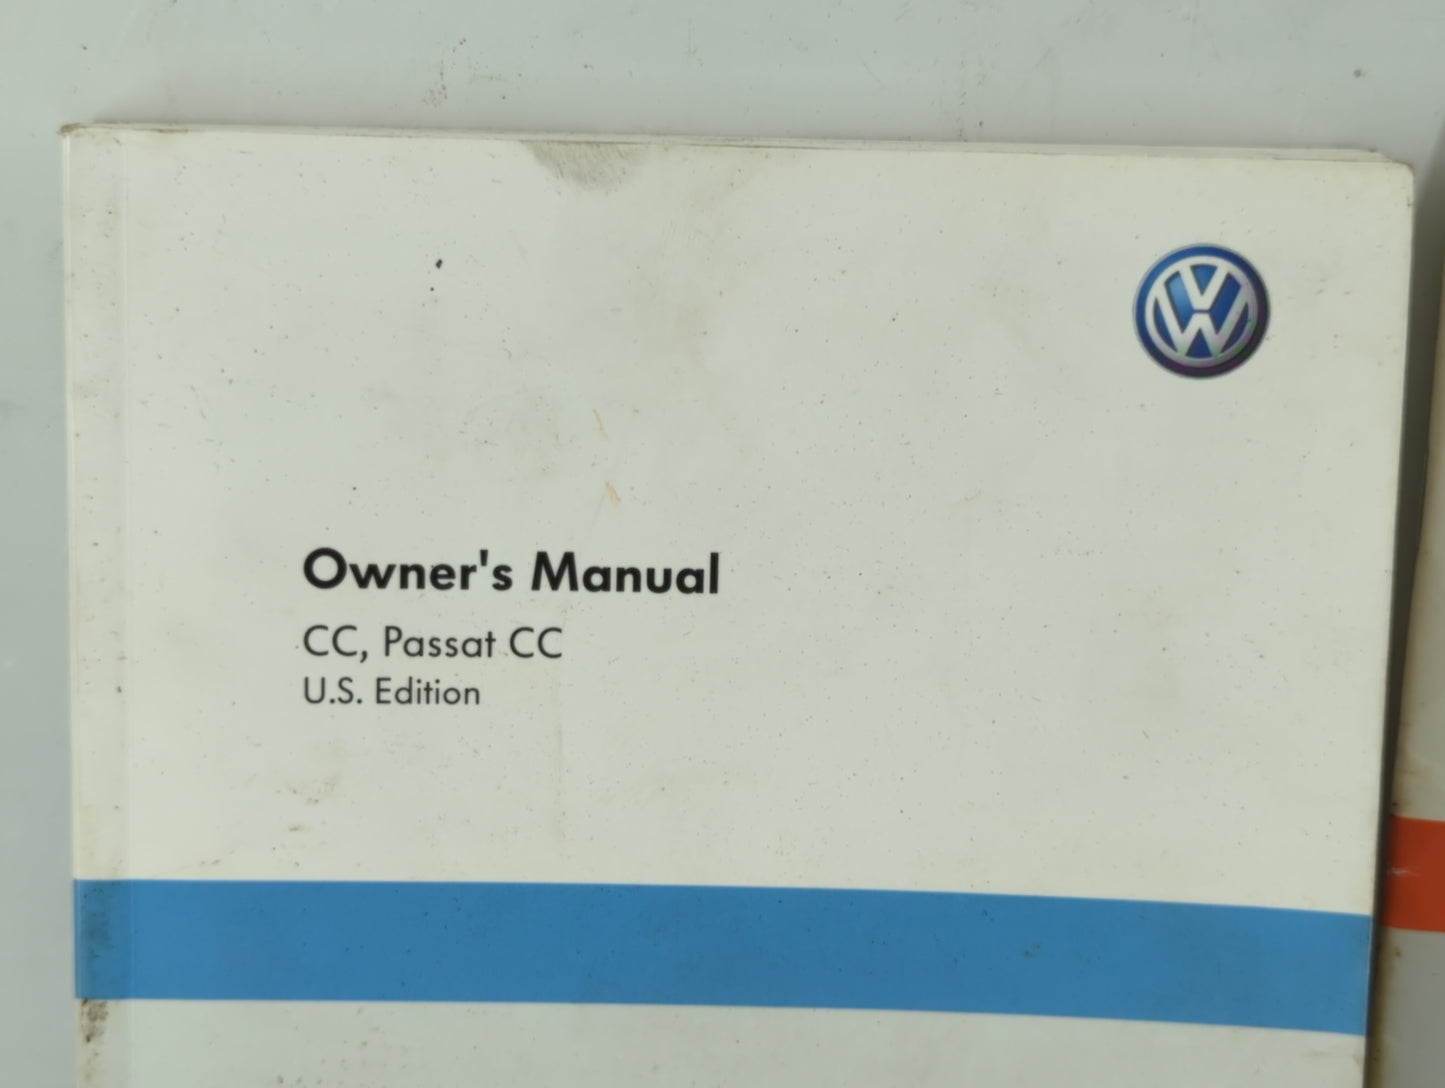 Owner's Manual
CC, Passat CC
U.S. Edition